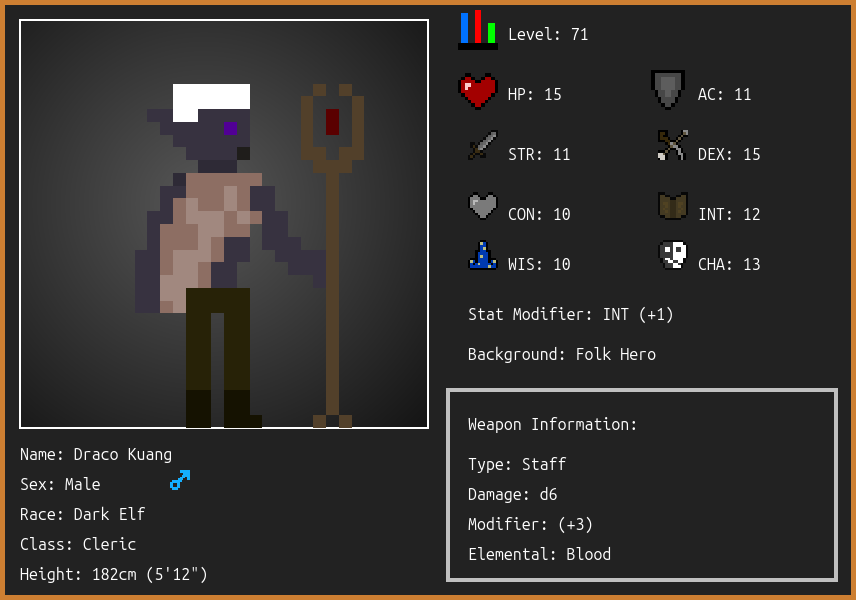 Level: 71
HP: 15
AC: 11
STR: 11
DEX: 15
CON: 10
INT: 12
WIS: 10
CHA: 13
Stat Modifier: INT (+1)
Background: Folk Hero
Weapon Information:
Type: Staff
Damage: d6
Modifier: (+3)
Elemental: Blood
Name: Draco Kuang
Sex: Male
Race: Dark Elf
Class: Cleric
Height: 182cm (5'12")